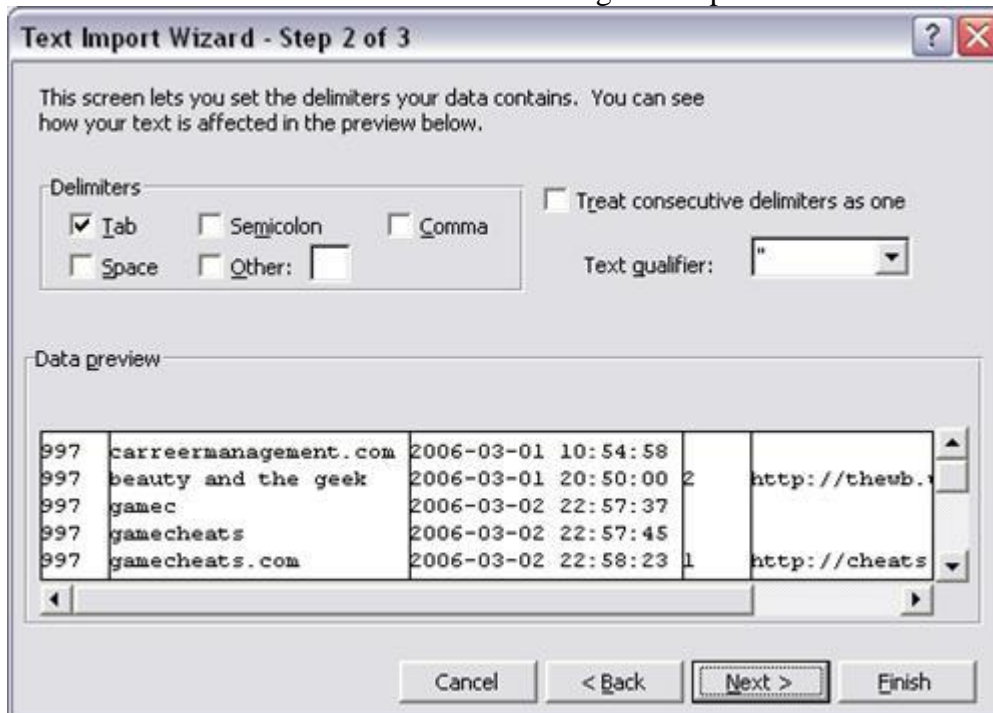 Text Import Wizard - Step 2 of 3
This screen lets you set the delimiters your data contains. You can see
how your text is affected in the preview below.
Delimiters
Tab Semicolon Comma
Space Other:
Treat consecutive delimiters as one
Text qualifier: "
Data preview
997 carreermanagement.com 2006-03-01 10:54:58
997 beauty and the geek 2006-03-01 20:50:00 2 http://thewb.
997 gamec 2006-03-02 22:57:37
997 gamecheats 2006-03-02 22:57:45
997 gamecheats.com 2006-03-02 22:58:23 1 http://cheats
Cancel < Back Next > Finish